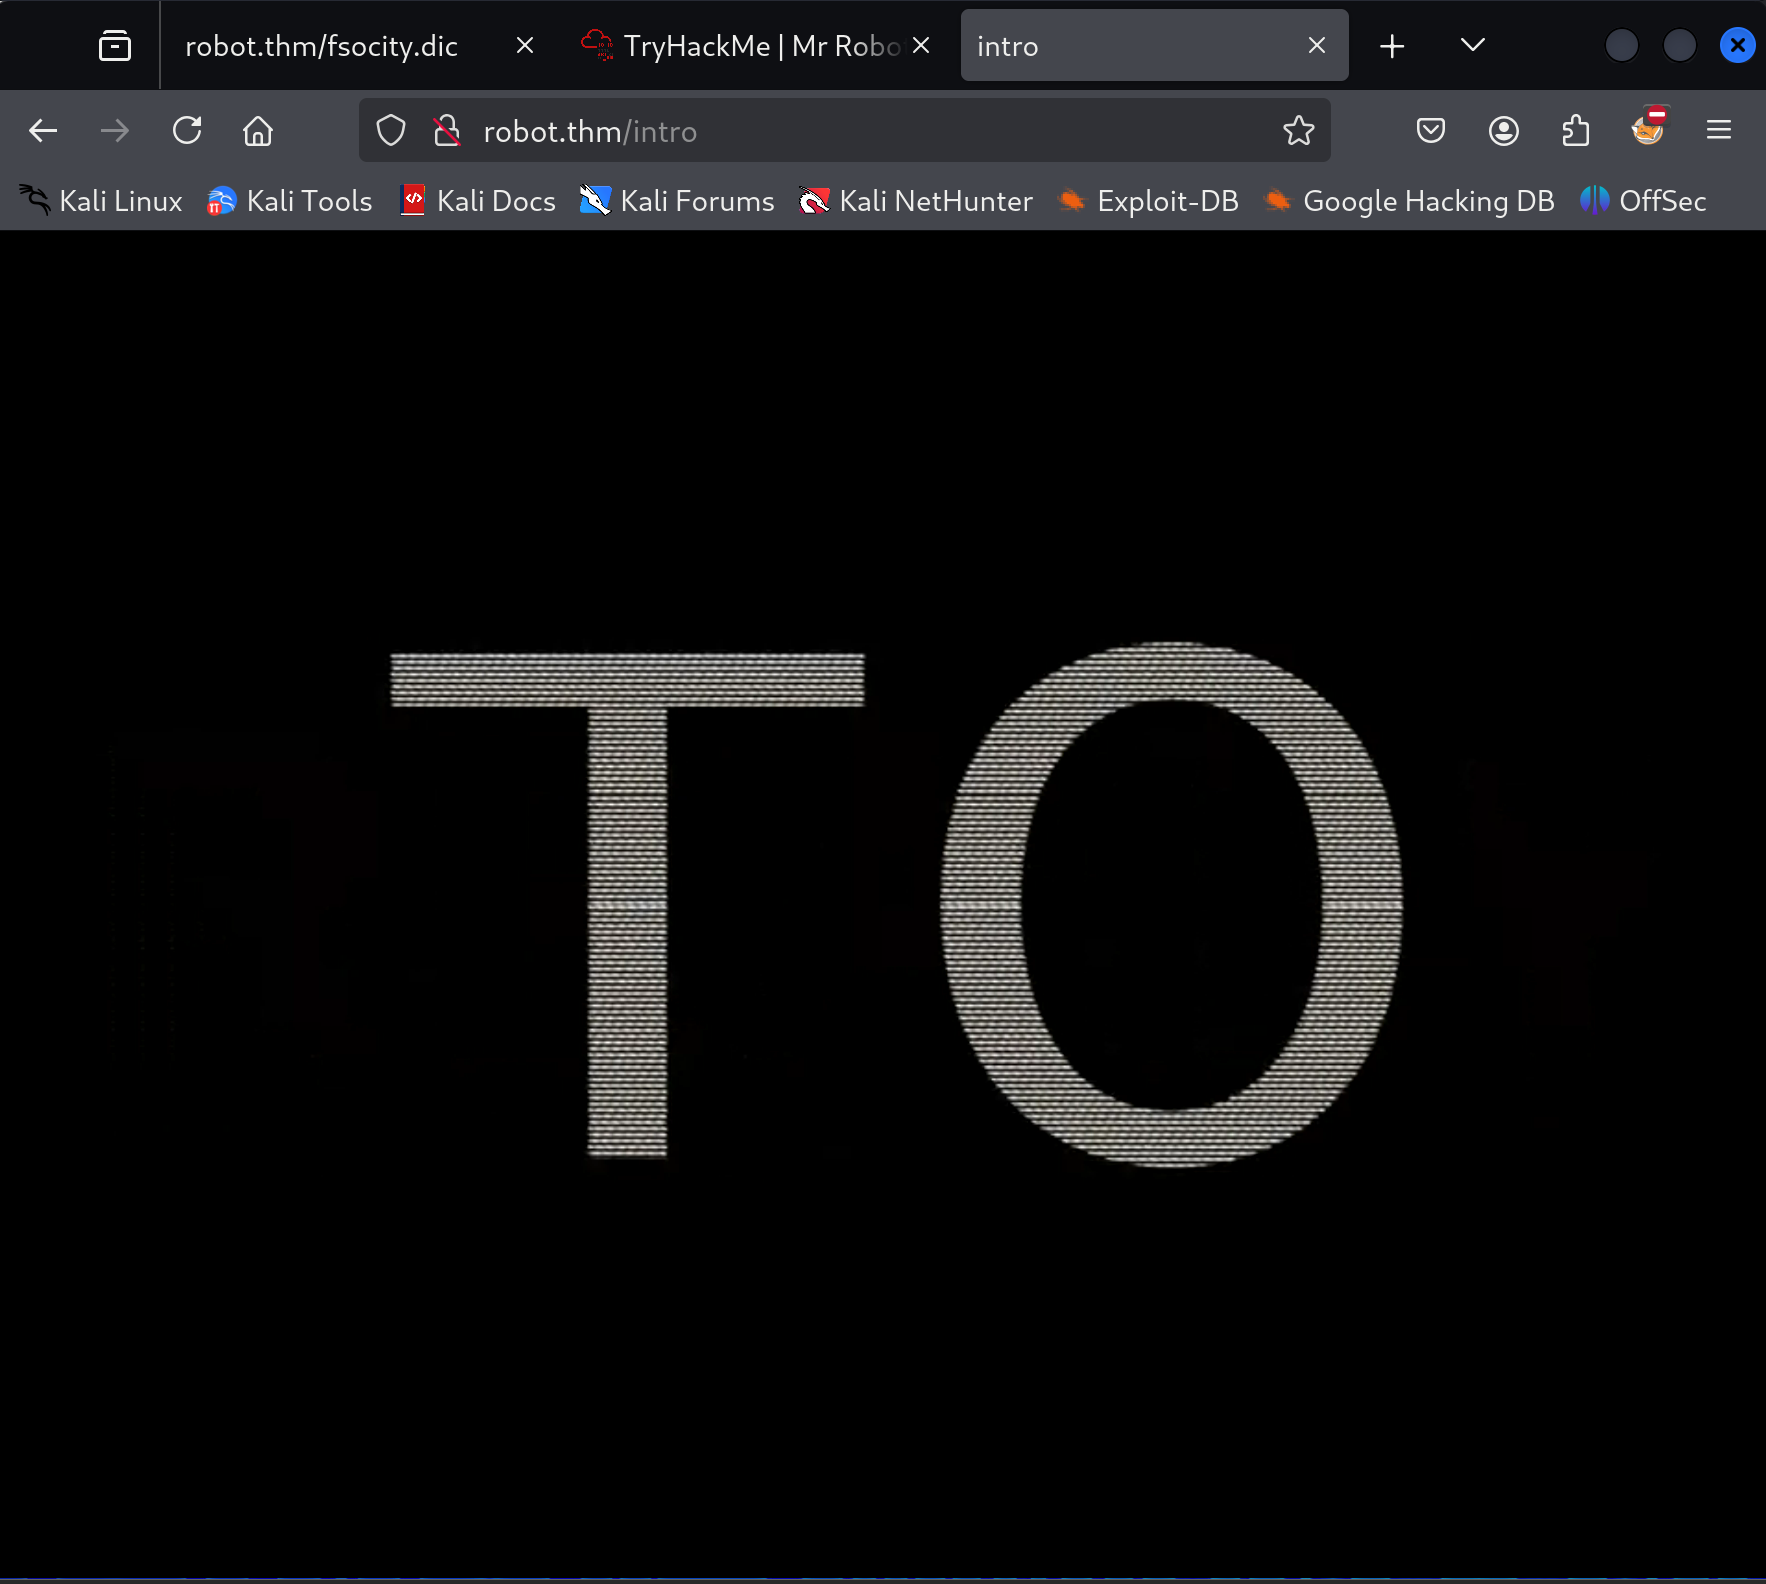 robot.thm/fsocity.dic TryHackMe | Mr Robo intro
robot.thm/intro
Kali Linux Kali Tools Kali Docs Kali Forums Kali NetHunter Exploit-DB Google Hacking DB OffSec
TO